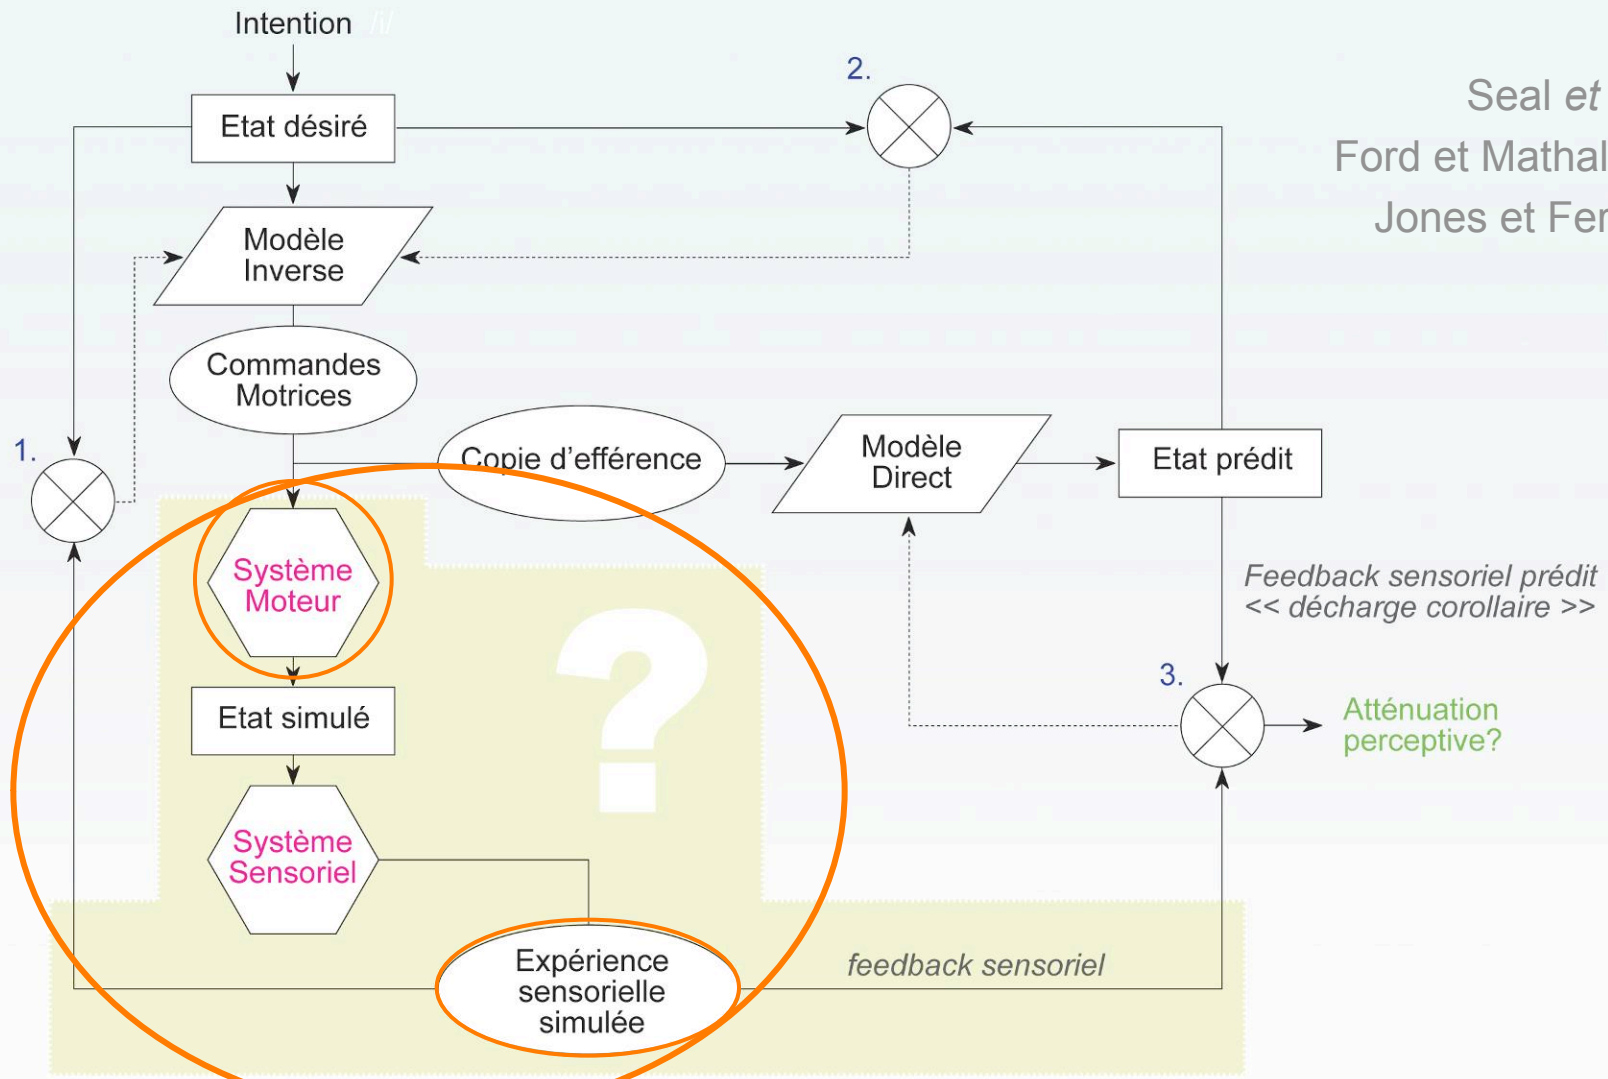 Intention /i/
2.
Etat désiré
Seal et
Ford et Mathal
Jones et Fer
Modèle
Inverse
Commandes
Motrices
1.
Copie d'efférence
Modèle
Direct
Etat prédit
Système
Moteur
Feedback sensoriel prédit
<< décharge corollaire >>
?
3.
Etat simulé
Atténuation
perceptive?
Système
Sensoriel
Expérience
sensorielle
simulée
feedback sensoriel